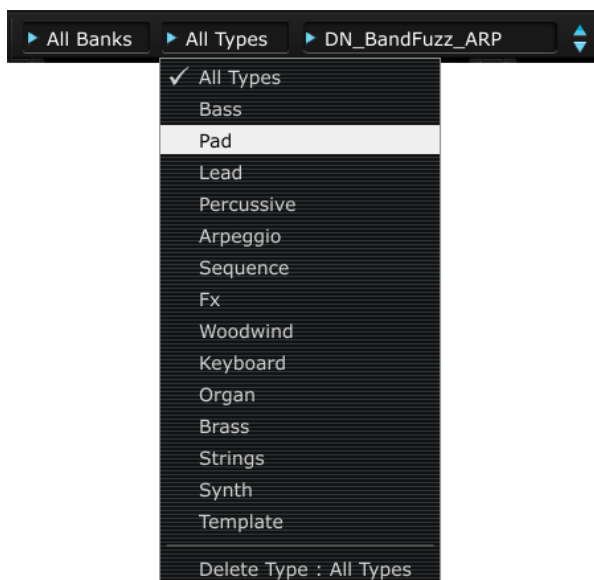 All Banks All Types DN_BandFuzz_ARP
All Types
Bass
Pad
Lead
Percussive
Arpeggio
Sequence
Fx
Woodwind
Keyboard
Organ
Brass
Strings
Synth
Template
Delete Type : All Types